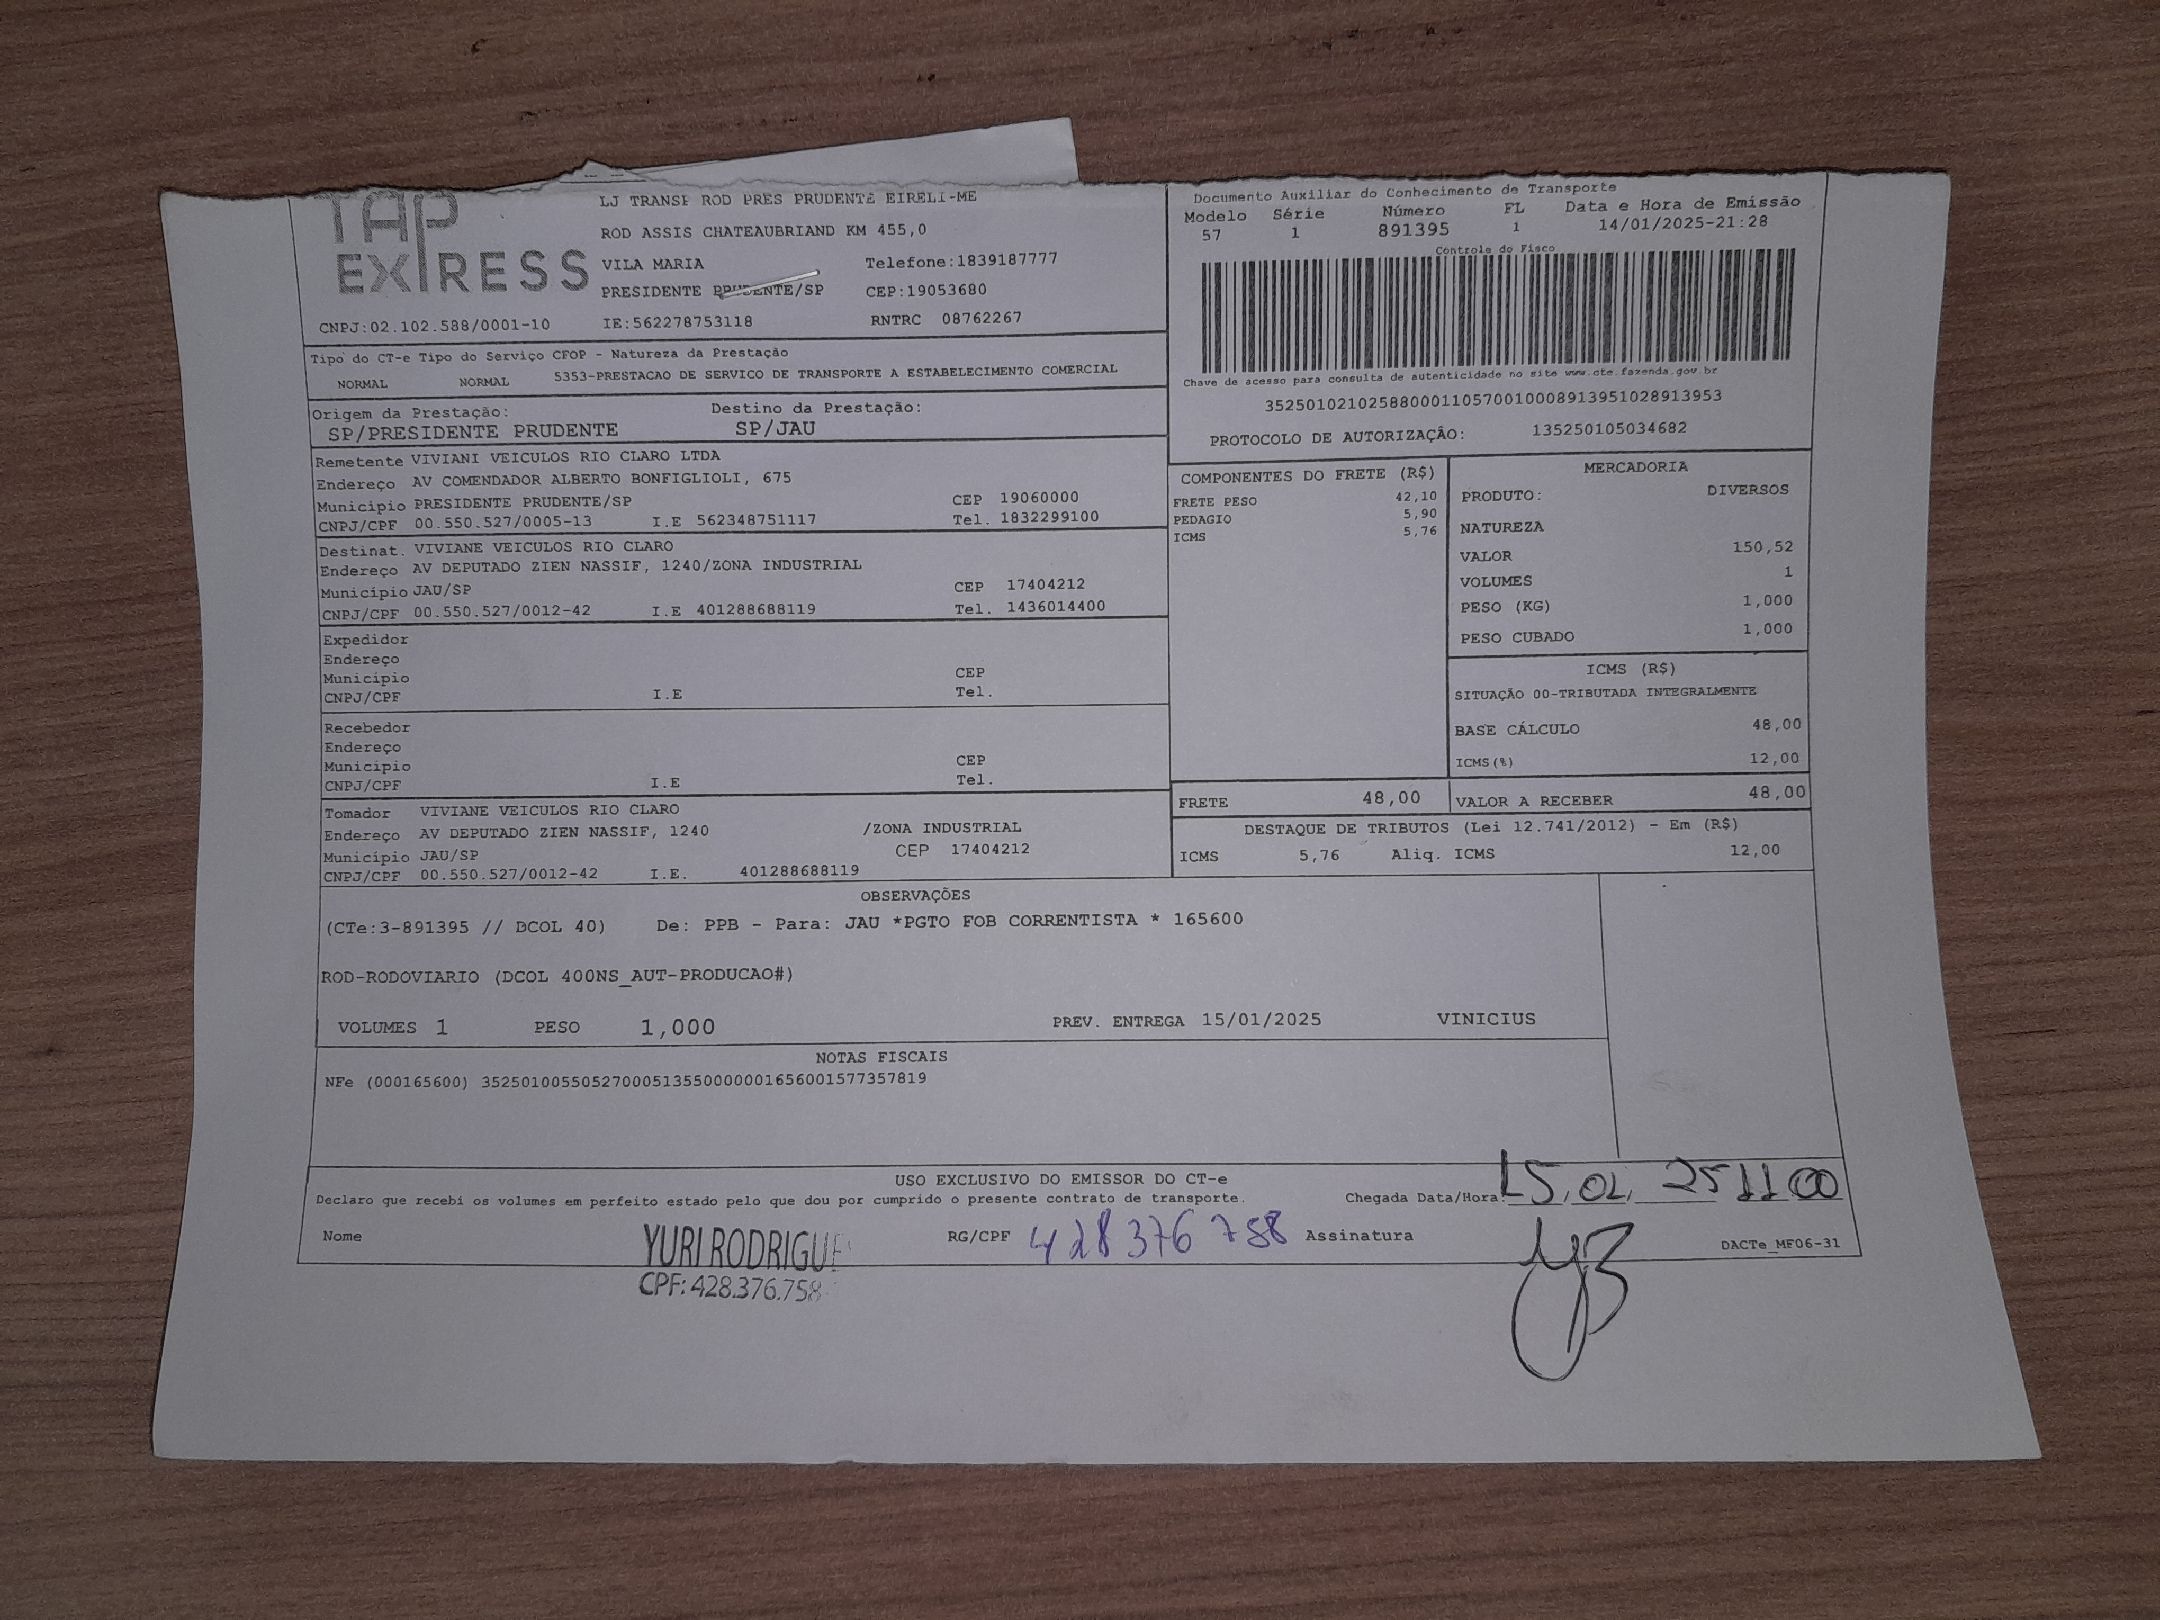 TAP
EXPRESS
LJ TRANSP ROD PRES PRUDENTE EIRELI-ME
ROD ASSIS CHATEAUBRIAND KM 455,0
VILA MARIA Telefone:1839187777
PRESIDENTE PRUDENTE/SP CEP:19053680
CNPJ:02.102.588/0001-10 IE:562278753118 RNTRC 08762267
Documento Auxiliar do Conhecimento de Transporte
Modelo Série Número FL Data e Hora de Emissão
57 1 891395 1 14/01/2025-21:28
Controle do Fisco
Chave de acesso para consulta de autenticidade no site www.cte.fazenda.gov.br
35250102102588000110570010008913951028913953
PROTOCOLO DE AUTORIZAÇÂO: 135250105034682
Tipo do CT-e Tipo do Serviço CFOP - Natureza da Prestação
NORMAL NORMAL 5353-PRESTACAO DE SERVICO DE TRANSPORTE A ESTABELECIMENTO COMERCIAL
Origem da Prestação: Destino da Prestação:
SP/PRESIDENTE PRUDENTE SP/JAU
Remetente VIVIANI VEICULOS RIO CLARO LTDA
Endereço AV COMENDADOR ALBERTO BONFIGLIOLI, 675
Municipio PRESIDENTE PRUDENTE/SP CEP 19060000
CNPJ/CPF 00.550.527/0005-13 I.E 562348751117 Tel. 1832299100
Destinat. VIVIANE VEICULOS RIO CLARO
Endereço AV DEPUTADO ZIEN NASSIF, 1240/ZONA INDUSTRIAL
Municipio JAU/SP CEP 17404212
CNPJ/CPF 00.550.527/0012-42 I.E 401288688119 Tel. 1436014400
Expedidor
Endereço
Municipio CEP
CNPJ/CPF I.E Tel.
Recebedor
Endereço
Municipio CEP
CNPJ/CPF I.E Tel.
Tomador VIVIANE VEICULOS RIO CLARO
Endereço AV DEPUTADO ZIEN NASSIF, 1240 /ZONA INDUSTRIAL
Municipio JAU/SP CEP 17404212
CNPJ/CPF 00.550.527/0012-42 I.E. 401288688119
COMPONENTES DO FRETE (R$)
FRETE PESO 42,10
PEDAGIO 5,90
ICMS 5,76
MERCADORIA
PRODUTO: DIVERSOS
NATUREZA
VALOR 150,52
VOLUMES 1
PESO (KG) 1,000
PESO CUBADO 1,000
ICMS (R$)
SITUAÇÃO 00-TRIBUTADA INTEGRALMENTE
BASE CÁLCULO 48,00
ICMS(%) 12,00
FRETE 48,00 VALOR A RECEBER 48,00
DESTAQUE DE TRIBUTOS (Lei 12.741/2012) - Em (R$)
ICMS 5,76 Aliq. ICMS 12,00
OBSERVAÇÕES
(CTe:3-891395 // DCOL 40) De: PPB - Para: JAU *PGTO FOB CORRENTISTA * 165600
ROD-RODOVIARIO (DCOL 400NS_AUT-PRODUCAO#)
VOLUMES 1 PESO 1,000 PREV. ENTREGA 15/01/2025 VINICIUS
NOTAS FISCAIS
NFe (000165600) 35250100550527000513550000001656001577357819
USO EXCLUSIVO DO EMISSOR DO CT-e
Declaro que recebi os volumes em perfeito estado pelo que dou por cumprido o presente contrato de transporte. Chegada Data/Hora: 15,01, 25 11 00
Nome YURI RODRIGUE RG/CPF 428376758 Assinatura DACTe_MF06-31
CPF: 428.376.758